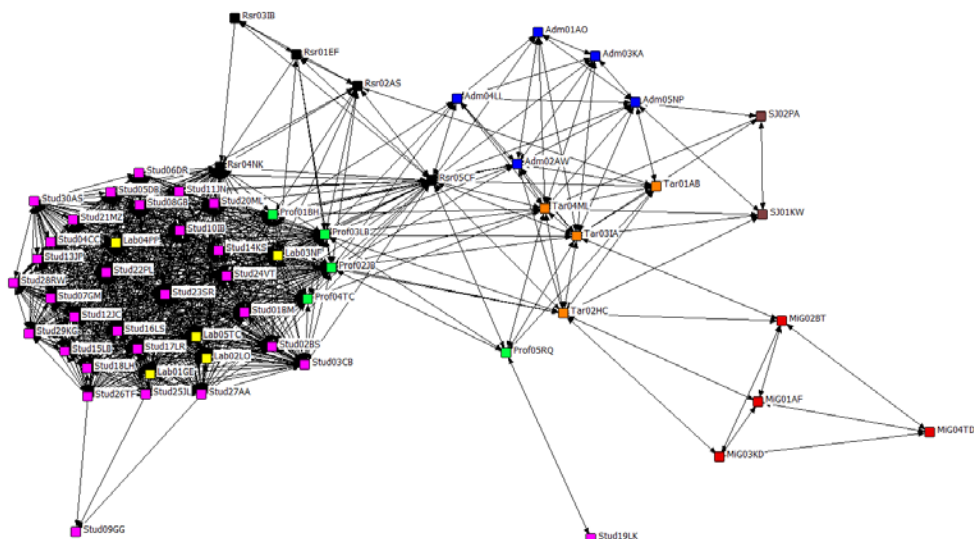 Rsr03IB
Rsr01EF
Rsr02AS
Adm01AO
Adm03KA
Adm04LL
Adm05NP
SJ02PA
Rsr04NK
Rsr05CF
Adm02AW
Tar01AB
Tar04ML
SJ01KW
Tar03IA
Stud06DR
Stud05DB
Stud11JN
Stud30AS
Stud08GB
Stud20ML
Stud21MZ
Prof01BH
Stud10IB
Prof03LB
Stud04CC
Lab04PP
Stud14KS
Lab03NF
Stud13JP
Prof02JB
Stud22PL
Stud24VT
Stud28RW
Stud23SR
Stud07GM
Prof04TC
Stud01BM
Tar02HC
Stud12JC
MiG02BT
Stud29KG
Stud16LS
Lab05TC
Stud02BS
Stud15LB
Stud17LR
Prof05RQ
Lab02LO
Stud03CB
Stud18LH
Lab01GE
Stud26TF
Stud25JL
Stud27AA
MiG01AF
MiG04TD
MiG03KD
Stud09GG
Stud19LK